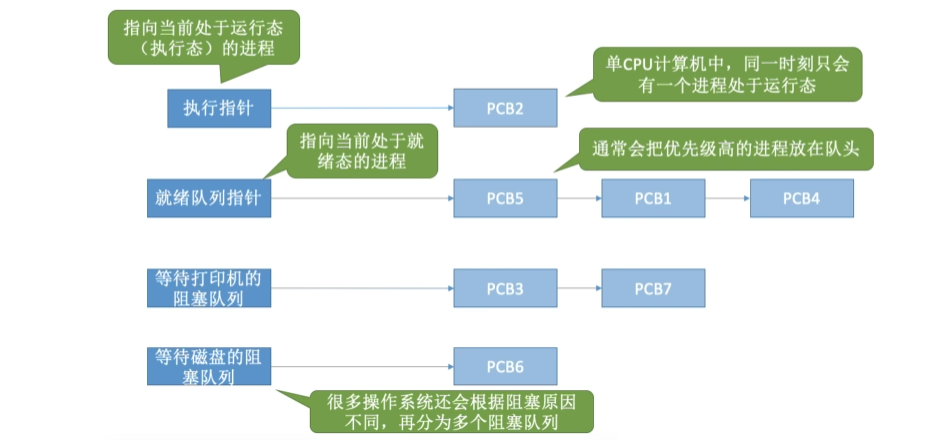 指向当前处于运行态
（执行态）的进程
单CPU计算机中，同一时刻只会
有一个进程处于运行态
执行指针
PCB2
指向当前处于就
绪态的进程
通常会把优先级高的进程放在队头
就绪队列指针
PCB5
PCB1
PCB4
等待打印机的
阻塞队列
PCB3
PCB7
等待磁盘的阻
塞队列
PCB6
很多操作系统还会根据阻塞原因
不同，再分为多个阻塞队列